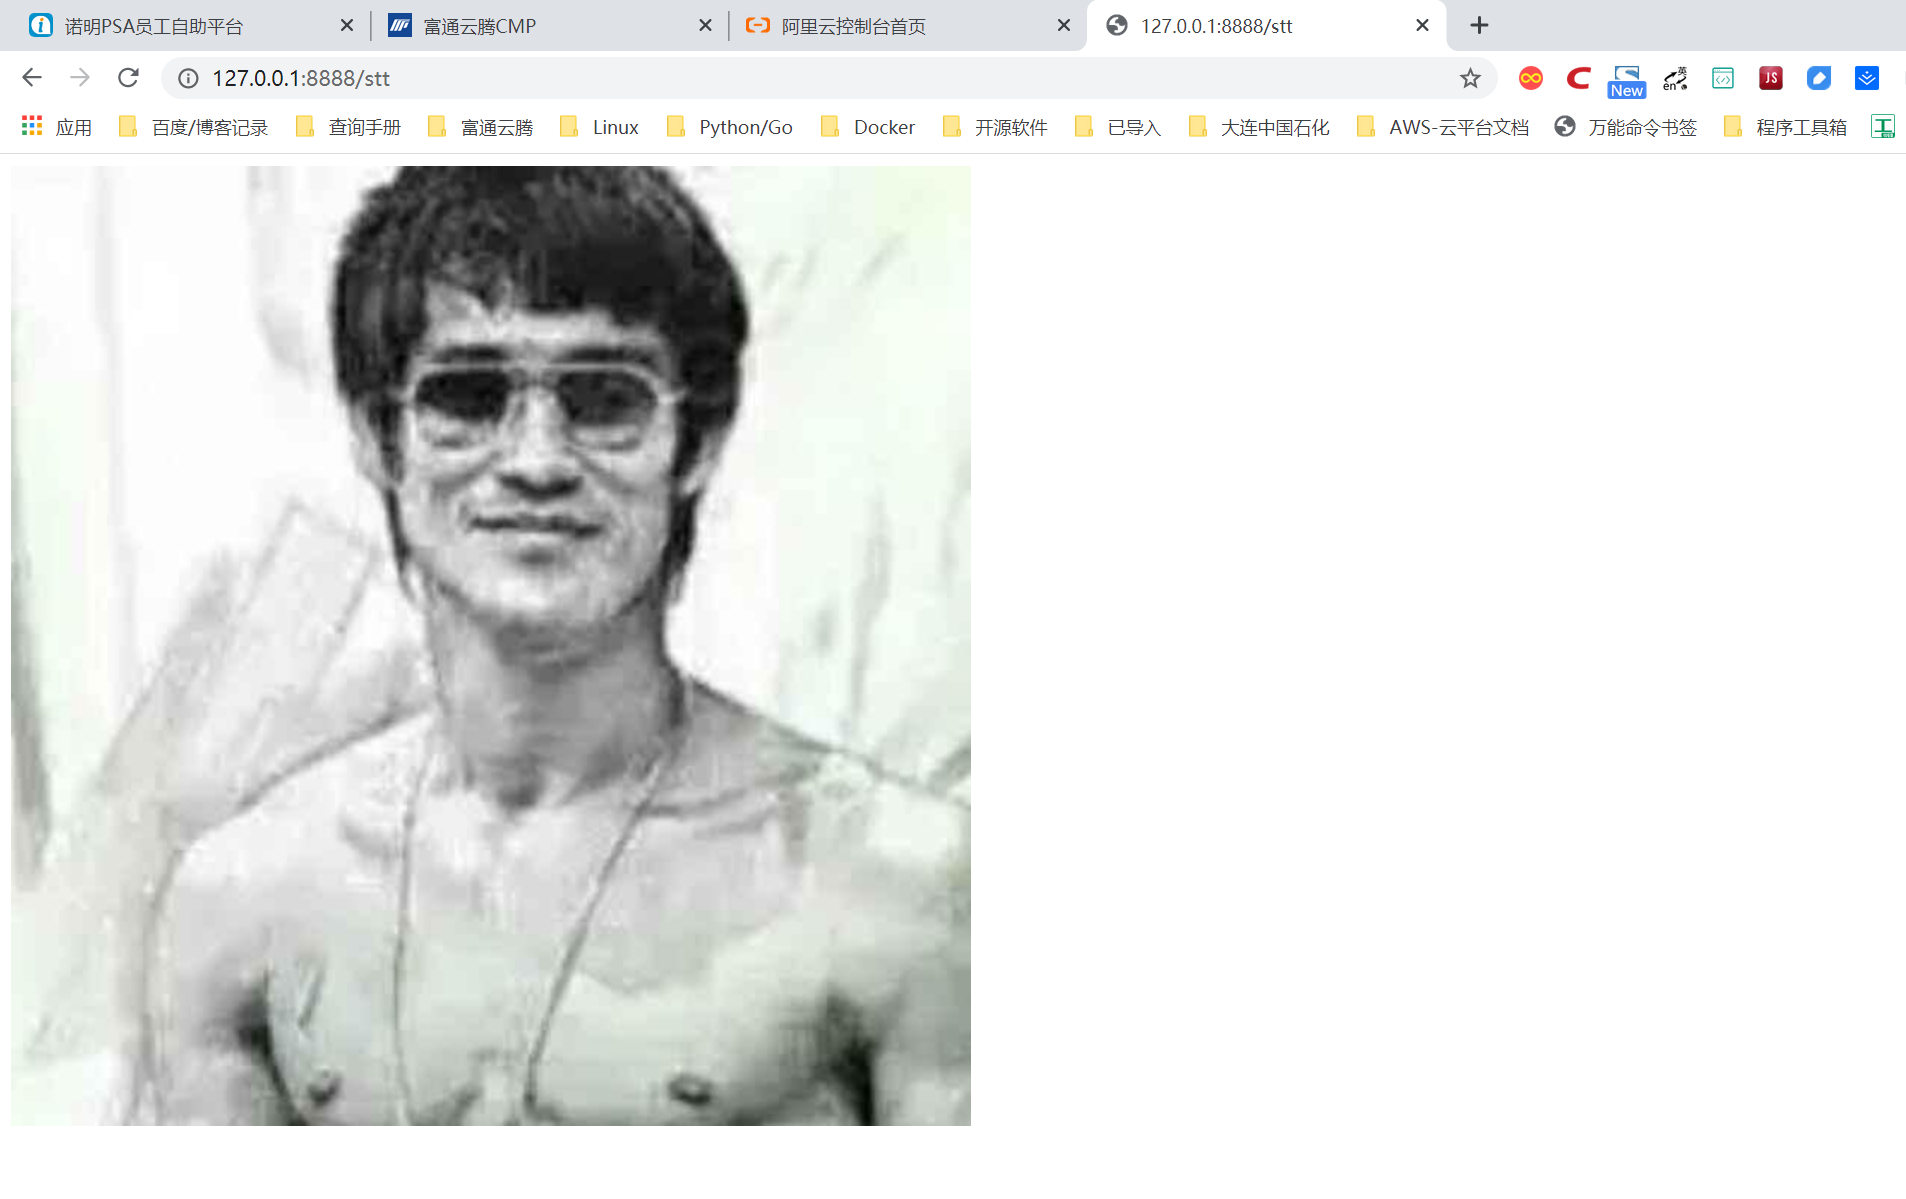 诺明PSA员工自助平台 富通云腾CMP 阿里云控制台首页 127.0.0.1:8888/stt
127.0.0.1:8888/stt New 英 en JS
应用 百度/博客记录 查询手册 富通云腾 Linux Python/Go Docker 开源软件 已导入 大连中国石化 AWS-云平台文档 万能命令书签 程序工具箱 工